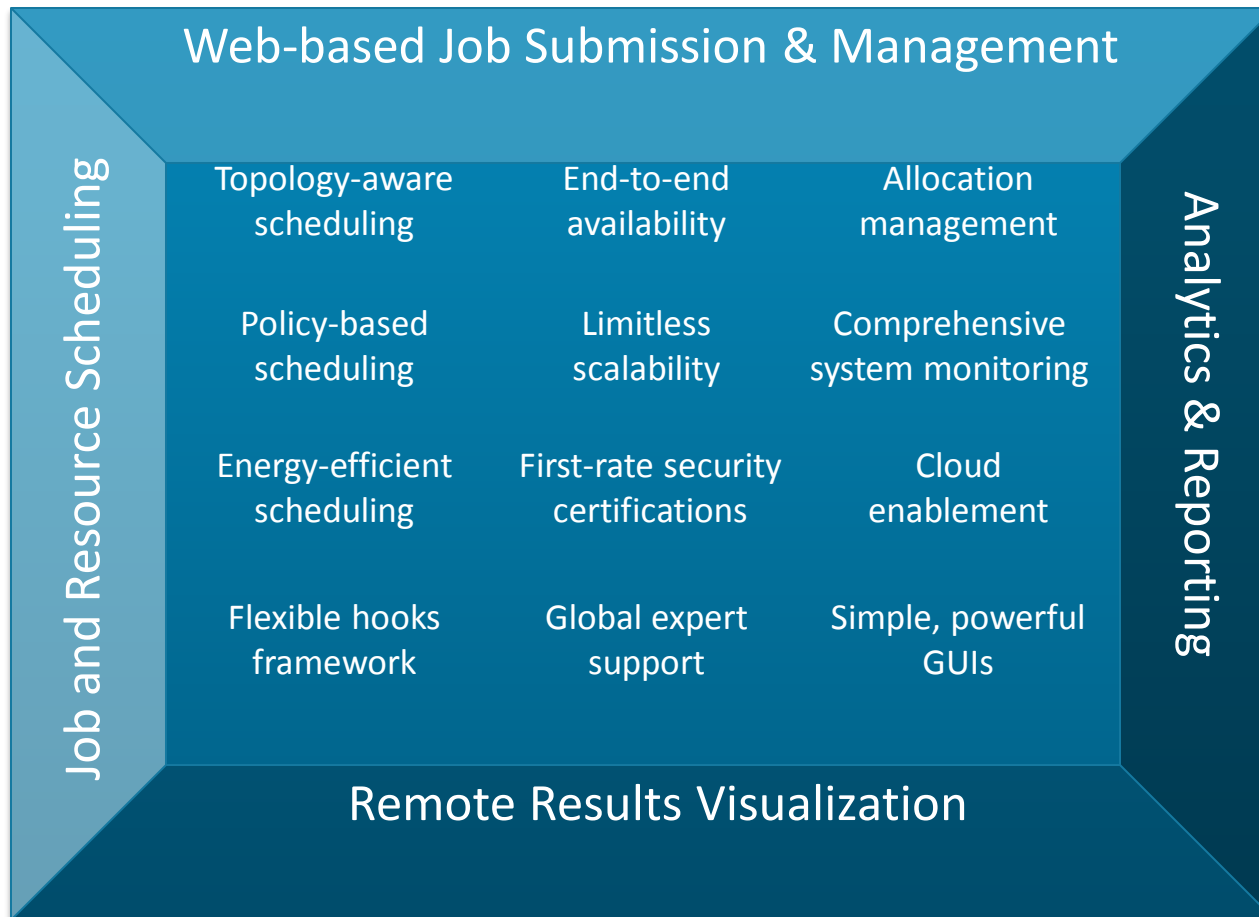 Web-based Job Submission & Management
Job and Resource Scheduling
Topology-aware
scheduling
End-to-end
availability
Allocation
management
Policy-based
scheduling
Limitless
scalability
Comprehensive
system monitoring
Energy-efficient
scheduling
First-rate security
certifications
Cloud
enablement
Flexible hooks
framework
Global expert
support
Simple, powerful
GUIs
Analytics & Reporting
Remote Results Visualization